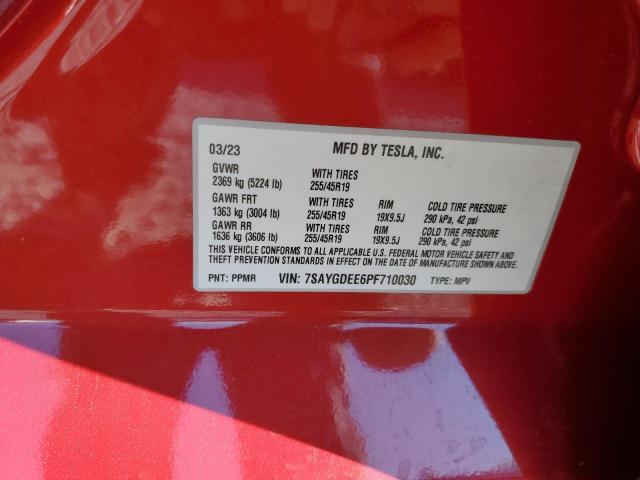 03/23 MFD BY TESLA, INC.
GVWR WITH TIRES
2369 kg (5224 lb) 255/45R19
GAWR FRT WITH TIRES RIM COLD TIRE PRESSURE
1363 kg (3004 lb) 255/45R19 19X9.5J 290 kPa, 42 psi
GAWR RR WITH TIRES RIM COLD TIRE PRESSURE
1636 kg (3606 lb) 255/45R19 19X9.5J 290 kPa, 42 psi
THIS VEHICLE CONFORMS TO ALL APPLICABLE U.S. FEDERAL MOTOR VEHICLE SAFETY AND
THEFT PREVENTION STANDARDS IN EFFECT ON THE DATE OF MANUFACTURE SHOWN ABOVE.
PNT: PPMR VIN: 7SAYGDEE6PF710030 TYPE: MPV